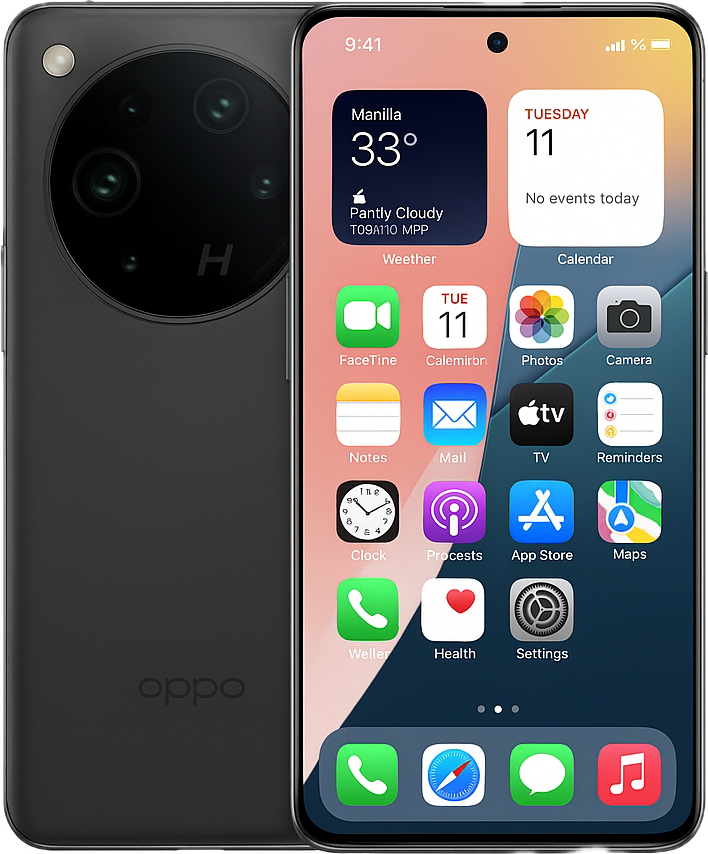 9:41
%
Manilla
33°
Pantly Cloudy
T09A110 MPP
Weether
TUESDAY
11
No events today
Calendar
FaceTine
TUE
11
Calemirbr
Photos
Camera
Notes
Mail
tv
TV
Reminders
Clock
Procests
App Store
Maps
Weller
Health
Settings
H
oppo